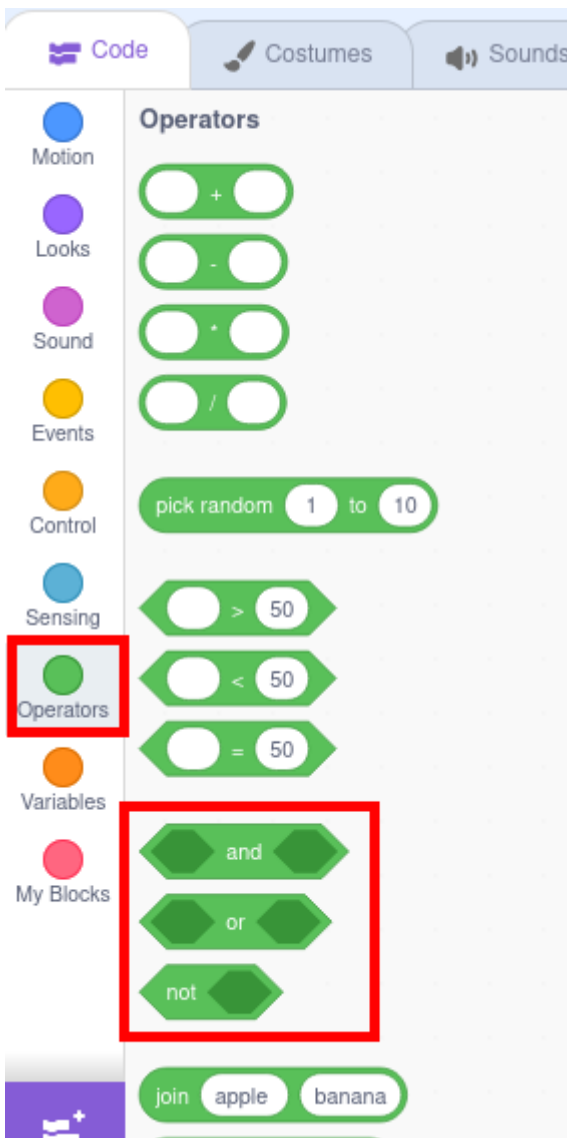 Code
Costumes
Sounds
Motion
Looks
Sound
Events
Control
Sensing
Operators
Variables
My Blocks
Operators
+
-
*
/
pick random 1 to 10
> 50
< 50
= 50
and
or
not
join apple banana